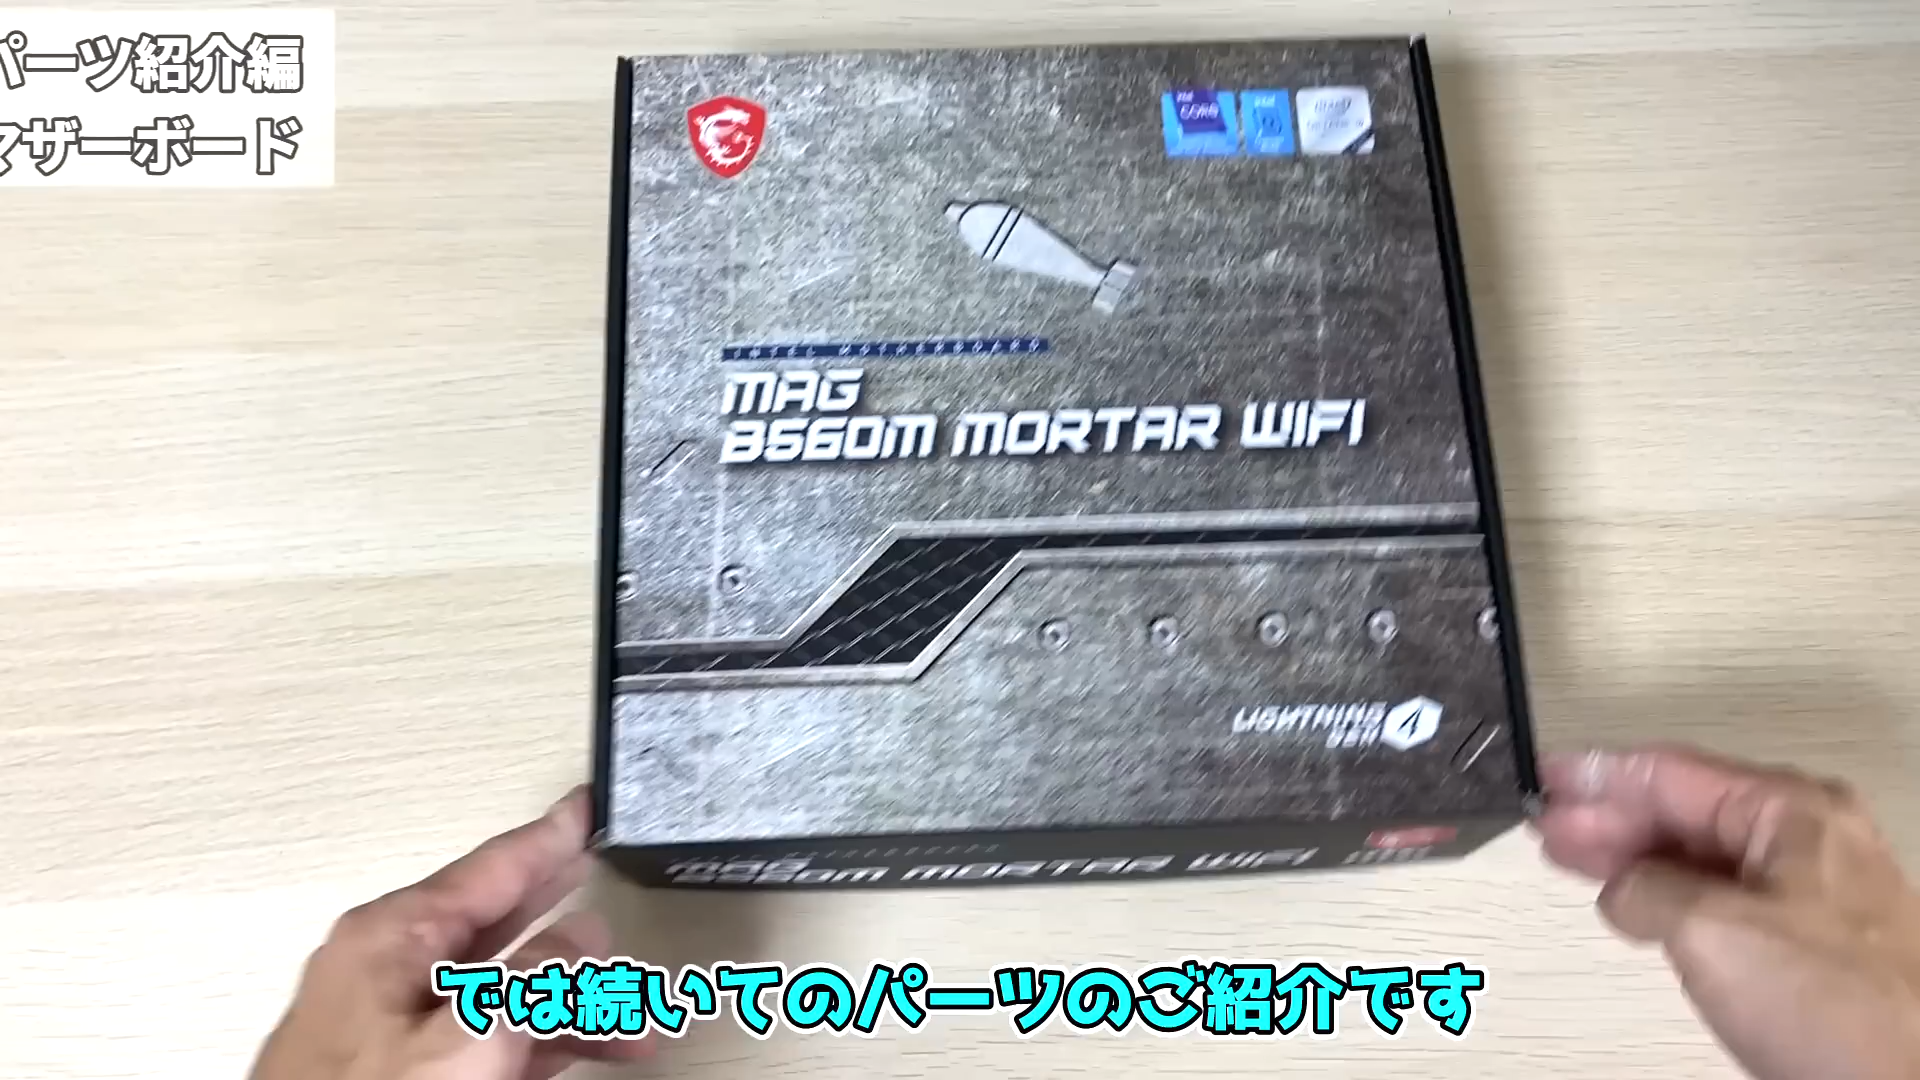 パーツ紹介編
マザーボード
intel
CORE
INTEL MOTHERBOARD
MAG
B560M MORTAR WIFI
LIGHTNING
GEN 4
MAG
B560M MORTAR WIFI
では続いてのパーツのご紹介です